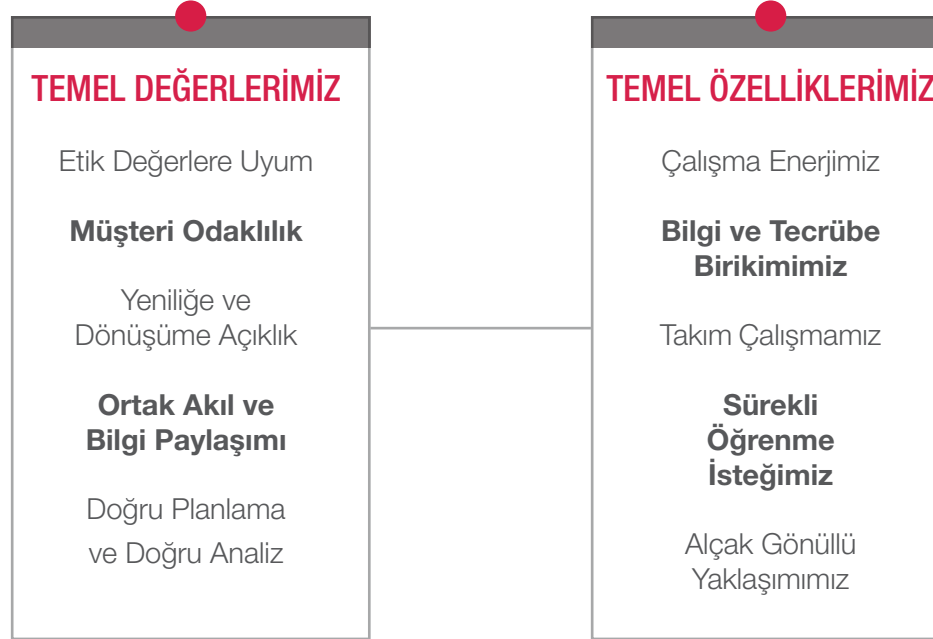 TEMEL DEĞERLERİMİZ
Etik Değerlere Uyum
Müşteri Odaklılık
Yeniliğe ve
Dönüşüme Açıklık
Ortak Akıl ve
Bilgi Paylaşımı
Doğru Planlama
ve Doğru Analiz
TEMEL ÖZELLİKLERİMİZ
Çalışma Enerjimiz
Bilgi ve Tecrübe
Birikimimiz
Takım Çalışmamız
Sürekli
Öğrenme
İsteğimiz
Alçak Gönüllü
Yaklaşımımız